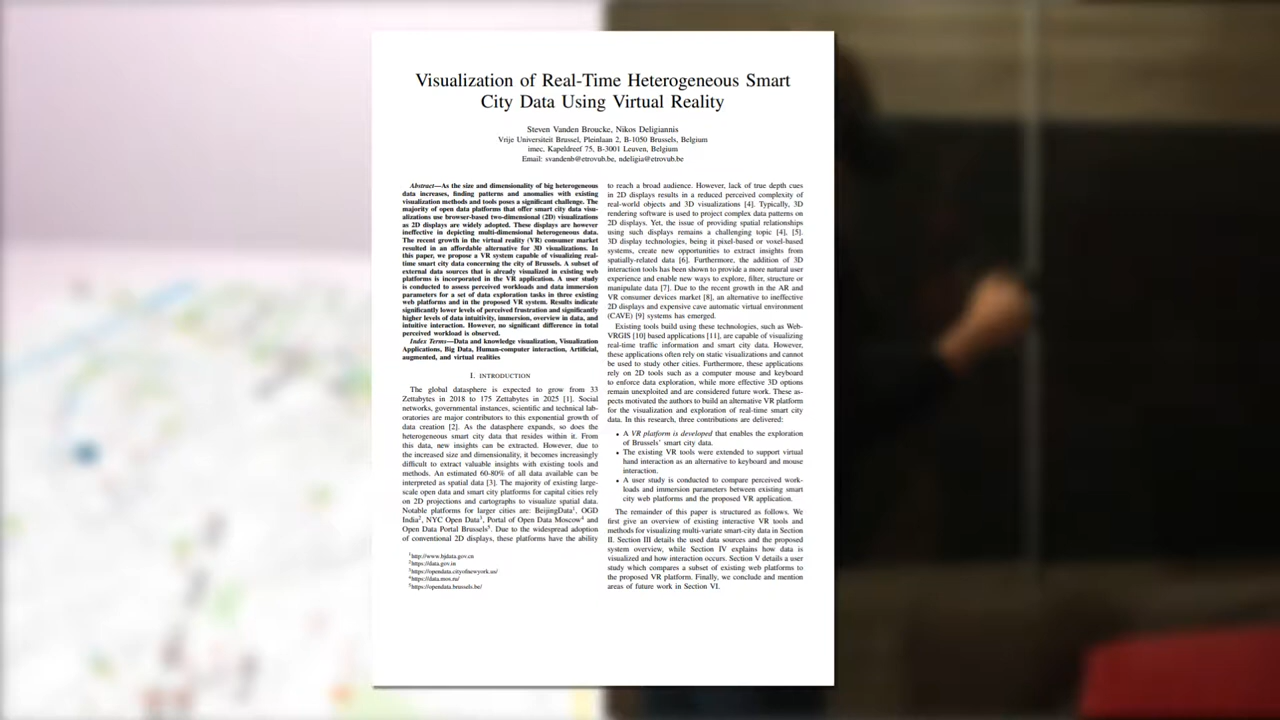 Visualization of Real-Time Heterogeneous Smart
City Data Using Virtual Reality
Steven Vanden Broucke, Nikos Deligiannis
Vrije Universiteit Brussel, Pleinlaan 2, B-1050 Brussels, Belgium
imec. Kapeldreef 75, B-3001 Leuven, Belgium
Email: svandenb@etrovub.be, ndeligia@etrovub.be
Abstract—As the size and dimensionality of big heterogeneous
data increases, finding patterns and anomalies with existing
visualization methods and tools poses a significant challenge. The
majority of open data platforms that offer smart city data visu-
alizations use browser-based two-dimensional (2D) visualizations
as 2D displays are widely adopted. These displays are however
ineffective in depicting multi-dimensional heterogeneous data.
The recent growth in the virtual reality (VR) consumer market
resulted in an affordable alternative for 3D visualizations. In
this paper, we propose a VR system capable of visualizing real-
time smart city data concerning the city of Brussels. A subset of
external data sources that is already visualized in existing web
platforms is incorporated in the VR application. A user study
is conducted to assess perceived workloads and data immersion
parameters for a set of data exploration tasks in three existing
web platforms and in the proposed VR system. Results indicate
significantly lower levels of perceived frustration and significantly
higher levels of data intuitivity, immersion, overview in data, and
intuitive interaction. However, no significant difference in total
perceived workload is observed.
Index Terms—Data and knowledge visualization, Visualization
Applications, Big Data, Human-computer interaction, Artificial,
augmented, and virtual realities
I. INTRODUCTION
The global datasphere is expected to grow from 33
Zettabytes in 2018 to 175 Zettabytes in 2025 [1]. Social
networks, governmental instances, scientific and technical lab-
oratories are major contributors to this exponential growth of
data creation [2]. As the datasphere expands, so does the
heterogeneous smart city data that resides within it. From
this data, new insights can be extracted. However, due to
the increased size and dimensionality, it becomes increasingly
difficult to extract valuable insights with existing tools and
methods. An estimated 60-80% of all data available can be
interpreted as spatial data [3]. The majority of existing large-
scale open data and smart city platforms for capital cities rely
on 2D projections and cartographs to visualize spatial data.
Notable platforms for larger cities are: BeijingData¹, OGD
India², NYC Open Data³, Portal of Open Data Moscow⁴ and
Open Data Portal Brussels⁵. Due to the widespread adoption
of conventional 2D displays, these platforms have the ability
¹http://www.bjdata.gov.cn
²https://data.gov.in
³https://opendata.cityofnewyork.us/
⁴https://data.mos.ru/
⁵https://opendata.brussels.be/
to reach a broad audience. However, lack of true depth cues
in 2D displays results in a reduced perceived complexity of
real-world objects and 3D visualizations [4]. Typically, 3D
rendering software is used to project complex data patterns on
2D displays. Yet, the issue of providing spatial relationships
using such displays remains a challenging topic [4], [5].
3D display technologies, being it pixel-based or voxel-based
systems, create new opportunities to extract insights from
spatially-related data [6]. Furthermore, the addition of 3D
interaction tools has been shown to provide a more natural user
experience and enable new ways to explore, filter, structure or
manipulate data [7]. Due to the recent growth in the AR and
VR consumer devices market [8], an alternative to ineffective
2D displays and expensive cave automatic virtual environment
(CAVE) [9] systems has emerged.
Existing tools build using these technologies, such as Web-
VRGIS [10] based applications [11], are capable of visualizing
real-time traffic information and smart city data. However,
these applications often rely on static visualizations and cannot
be used to study other cities. Furthermore, these applications
rely on 2D tools such as a computer mouse and keyboard
to enforce data exploration, while more effective 3D options
remain unexploited and are considered future work. These as-
pects motivated the authors to build an alternative VR platform
for the visualization and exploration of real-time smart city
data. In this research, three contributions are delivered:
• A VR platform is developed that enables the exploration
of Brussels' smart city data.
• The existing VR tools were extended to support virtual
hand interaction as an alternative to keyboard and mouse
interaction.
• A user study is conducted to compare perceived work-
loads and immersion parameters between existing smart
city web platforms and the proposed VR application.
The remainder of this paper is structured as follows. We
first give an overview of existing interactive VR tools and
methods for visualizing multi-variate smart-city data in Section
II. Section III details the used data sources and the proposed
system overview, while Section IV explains how data is
visualized and how interaction occurs. Section V details a user
study which compares a subset of existing web platforms to
the proposed VR platform. Finally, we conclude and mention
areas of future work in Section VI.